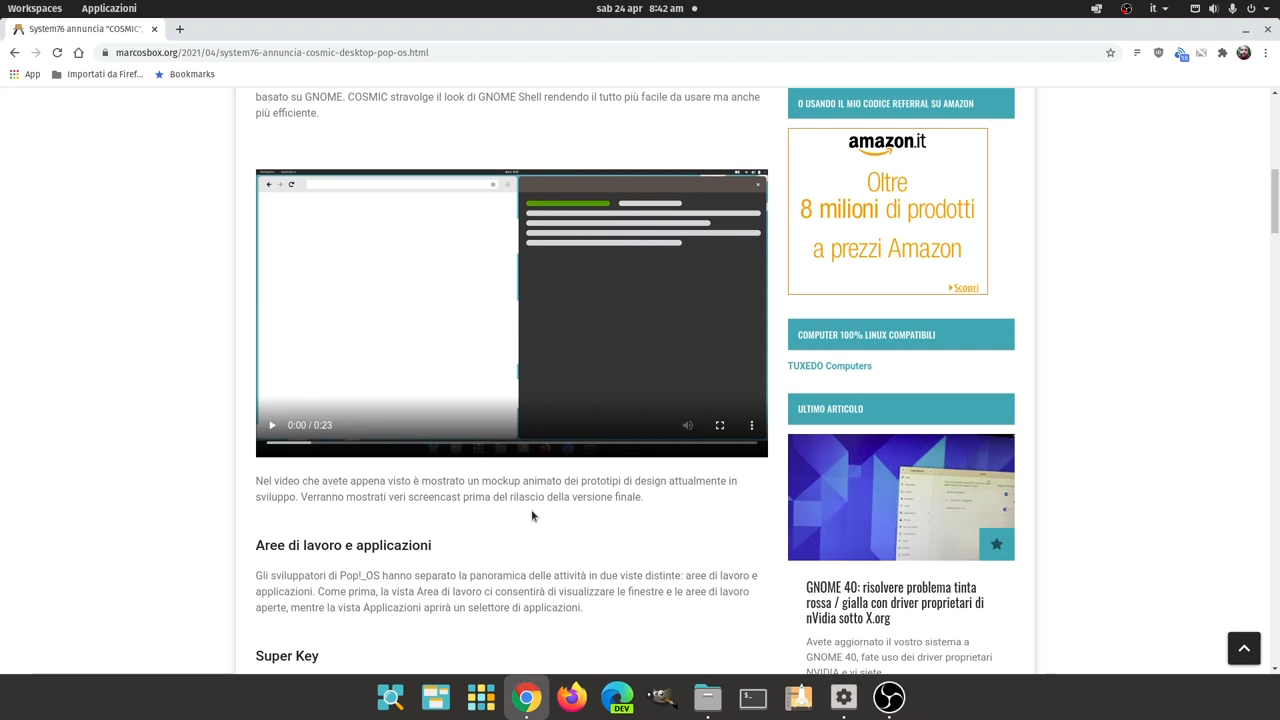 Workspaces Applicazioni sab 24 apr 8:42 am it
System76 annuncia "COSMIC",
marcosbox.org/2021/04/system76-annuncia-cosmic-desktop-pop-os.html
App Importati da Firef... Bookmarks
basato su GNOME. COSMIC stravolge il look di GNOME Shell rendendo il tutto più facile da usare ma anche
più efficiente.
0:00 / 0:23
Nel video che avete appena visto è mostrato un mockup animato dei prototipi di design attualmente in
sviluppo. Verranno mostrati veri screencast prima del rilascio della versione finale.
Aree di lavoro e applicazioni
Gli sviluppatori di Pop!_OS hanno separato la panoramica delle attività in due viste distinte: aree di lavoro e
applicazioni. Come prima, la vista Area di lavoro ci consentirà di visualizzare le finestre e le aree di lavoro
aperte, mentre la vista Applicazioni aprirà un selettore di applicazioni.
Super Key
O USANDO IL MIO CODICE REFERRAL SU AMAZON
amazon.it
Oltre
8 milioni di prodotti
a prezzi Amazon
Scopri
COMPUTER 100% LINUX COMPATIBILI
TUXEDO Computers
ULTIMO ARTICOLO
GNOME 40: risolvere problema tinta
rossa / gialla con driver proprietari di
nVidia sotto X.org
Avete aggiornato il vostro sistema a
GNOME 40, fate uso dei driver proprietari
NVIDIA e vi siete
DEV